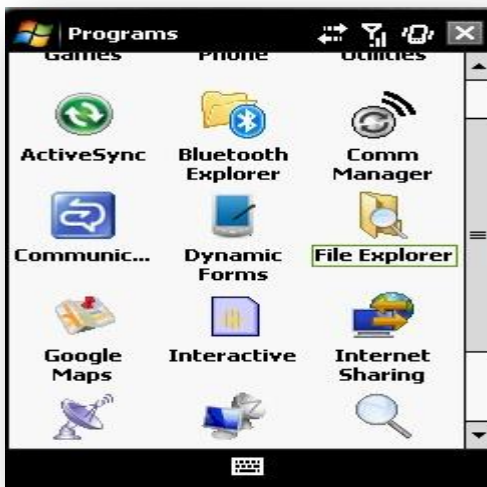 Programs
Games Phone Utilities
ActiveSync Bluetooth Explorer Comm Manager
Communic... Dynamic Forms File Explorer
Google Maps Interactive Internet Sharing